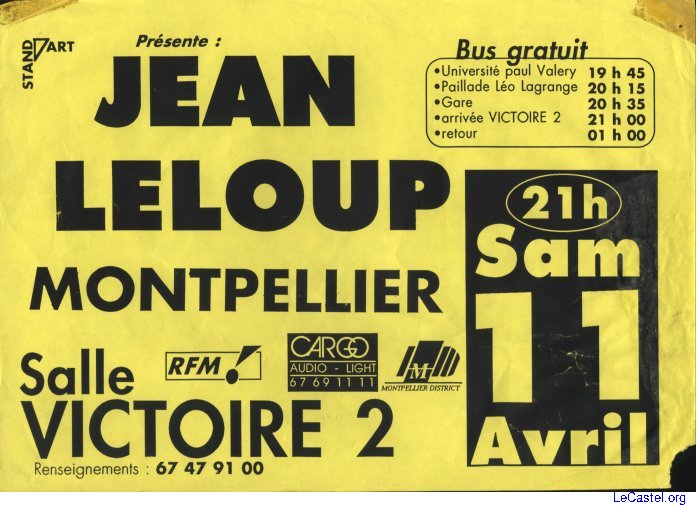 STAND ART
Présente :
JEAN
LELOUP
MONTPELLIER
Bus gratuit
•Université paul Valery 19 h 45
•Paillade Léo Lagrange 20 h 15
•Gare 20 h 35
•arrivée VICTOIRE 2 21 h 00
•retour 01 h 00
21h
Sam
11
Avril
RFM!
CARGO
AUDIO - LIGHT
67 69 11 11
M
MONTPELLIER DISTRICT
Salle
VICTOIRE 2
Renseignements : 67 47 91 00
LeCastel.org